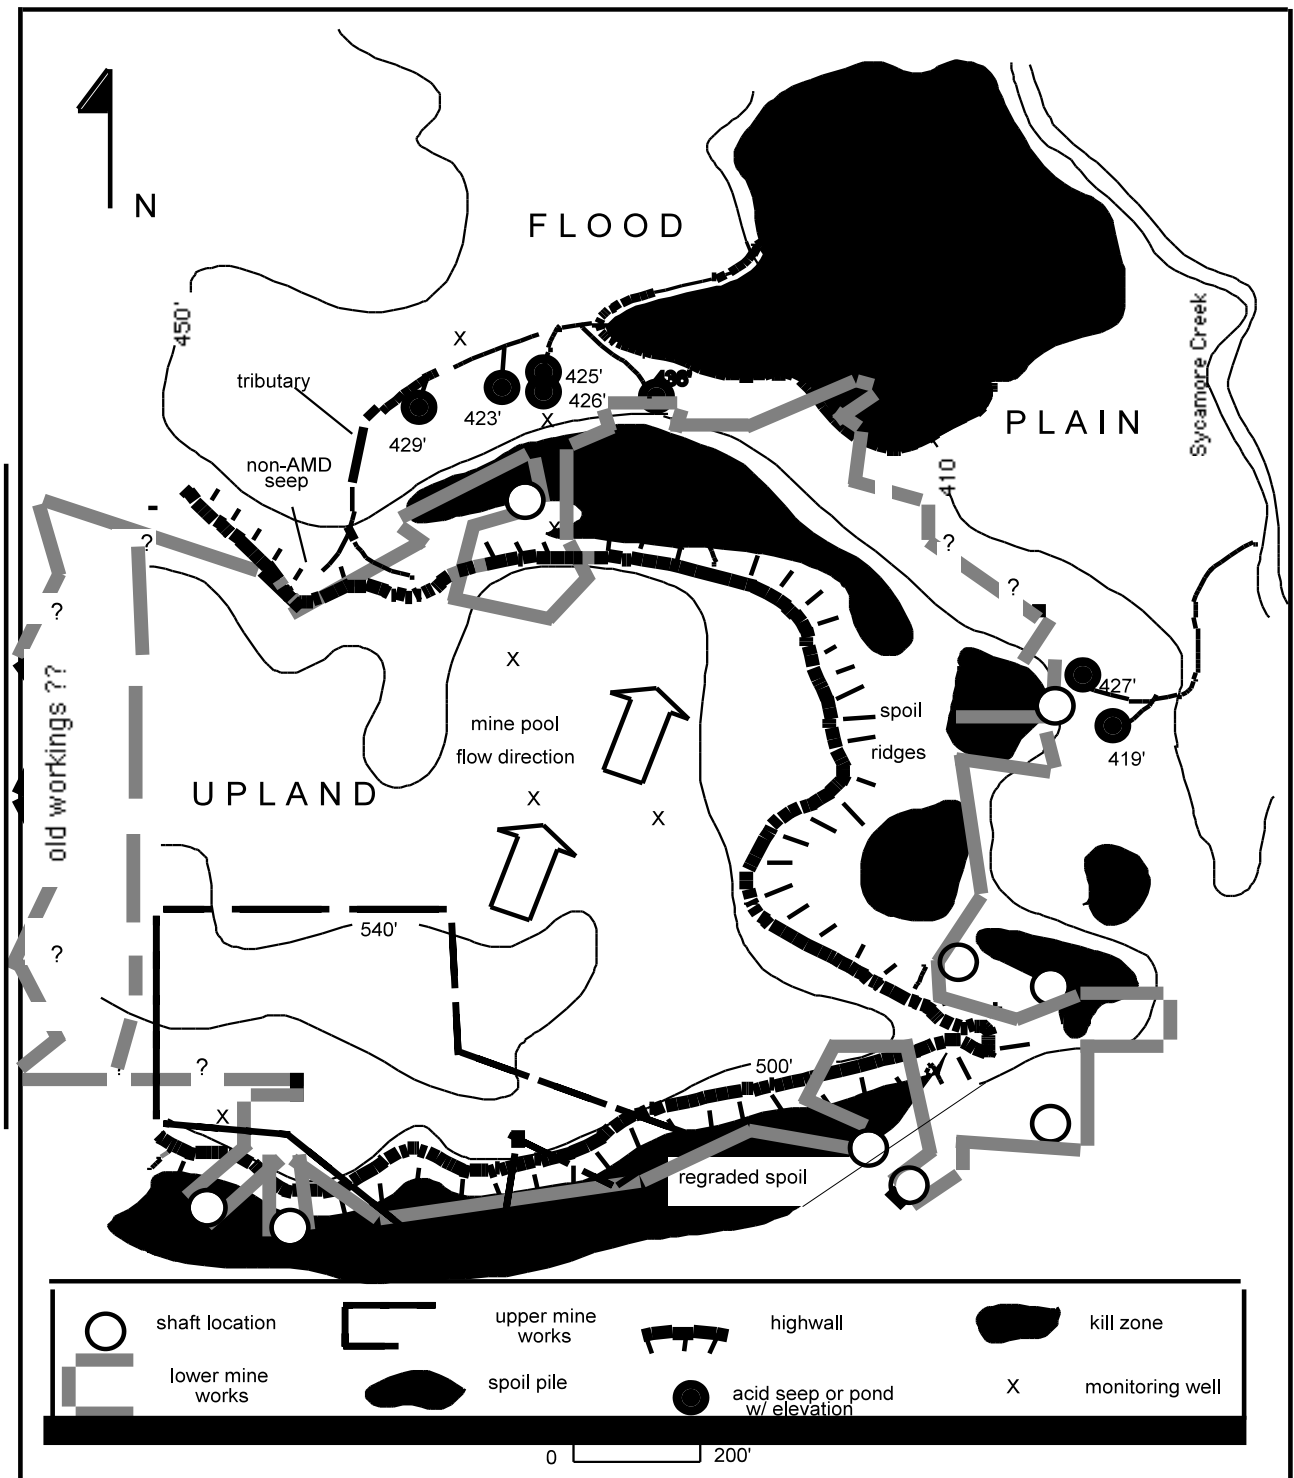 N
FLOOD
450'
Sycamore Creek
X
tributary
425'
426'
423'
X
429'
PLAIN
non-AMD
seep
410
X
?
?
?
?
X
427'
old workings ??
mine pool
flow direction
spoil
ridges
419'
UPLAND
X
X
540'
?
500'
?
X
regraded spoil
shaft location
upper mine
works
highwall
kill zone
lower mine
works
spoil pile
acid seep or pond
w/ elevation
X
monitoring well
0
200'